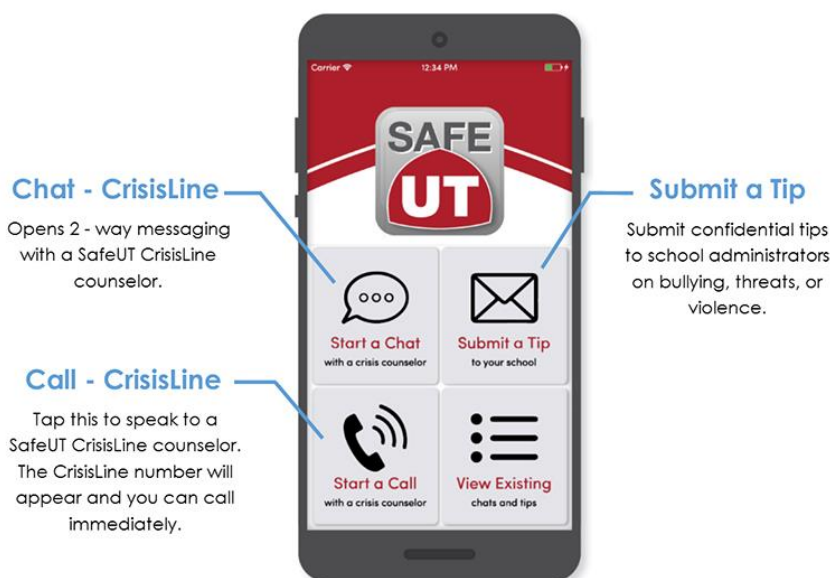 Carrier
12:34 PM
SAFE
UT
Chat - CrisisLine
Opens 2 - way messaging
with a SafeUT CrisisLine
counselor.
Call - CrisisLine
Tap this to speak to a
SafeUT CrisisLine counselor.
The CrisisLine number will
appear and you can call
immediately.
Start a Chat
with a crisis counselor
Submit a Tip
to your school
Start a Call
with a crisis counselor
View Existing
chats and tips
Submit a Tip
Submit confidential tips
to school administrators
on bullying, threats, or
violence.